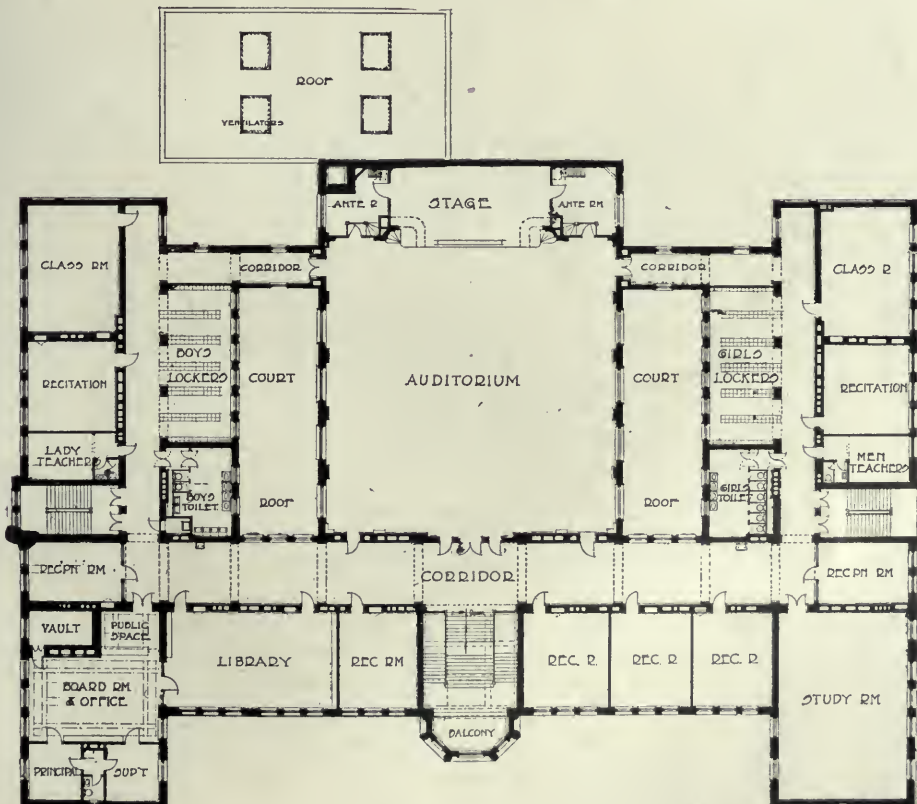 ROOF
VENTILATORS
ANTE R
STAGE
ANTE RM
CLASS RM
CORRIDOR
CORRIDOR
CLASS R
BOYS
LOCKERS
COURT
AUDITORIUM
COURT
GIRLS
LOCKERS
RECITATION
RECITATION
LADY
TEACHERS
MEN
TEACHERS
BOYS
TOILET
ROOF
ROOF
GIRLS
TOILET
RECPN RM
CORRIDOR
RECPN RM
VAULT
PUBLIC
SPACE
LIBRARY
REC RM
REC. R.
REC. R
REC. R
BOARD RM
& OFFICE
STUDY RM
BALCONY
PRINCIPAL
SUP'T